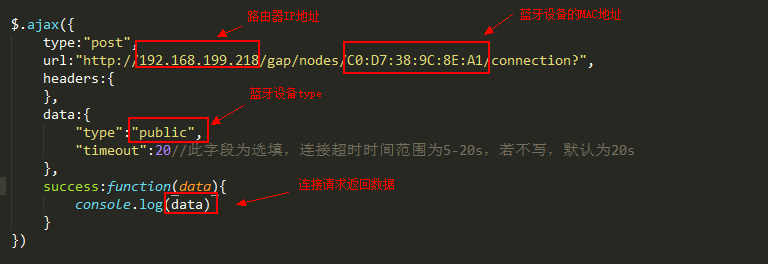 路由器IP地址
蓝牙设备的MAC地址
$.ajax({
type:"post",
url:"http://192.168.199.218/gap/nodes/C0:D7:38:9C:8E:A1/connection?",
headers:{
},
蓝牙设备type
data:{
"type":"public",
"timeout":20//此字段为选填，连接超时时间范围为5-20s，若不写，默认为20s
},
success:function(data){
连接请求返回数据
console.log(data)
}
})